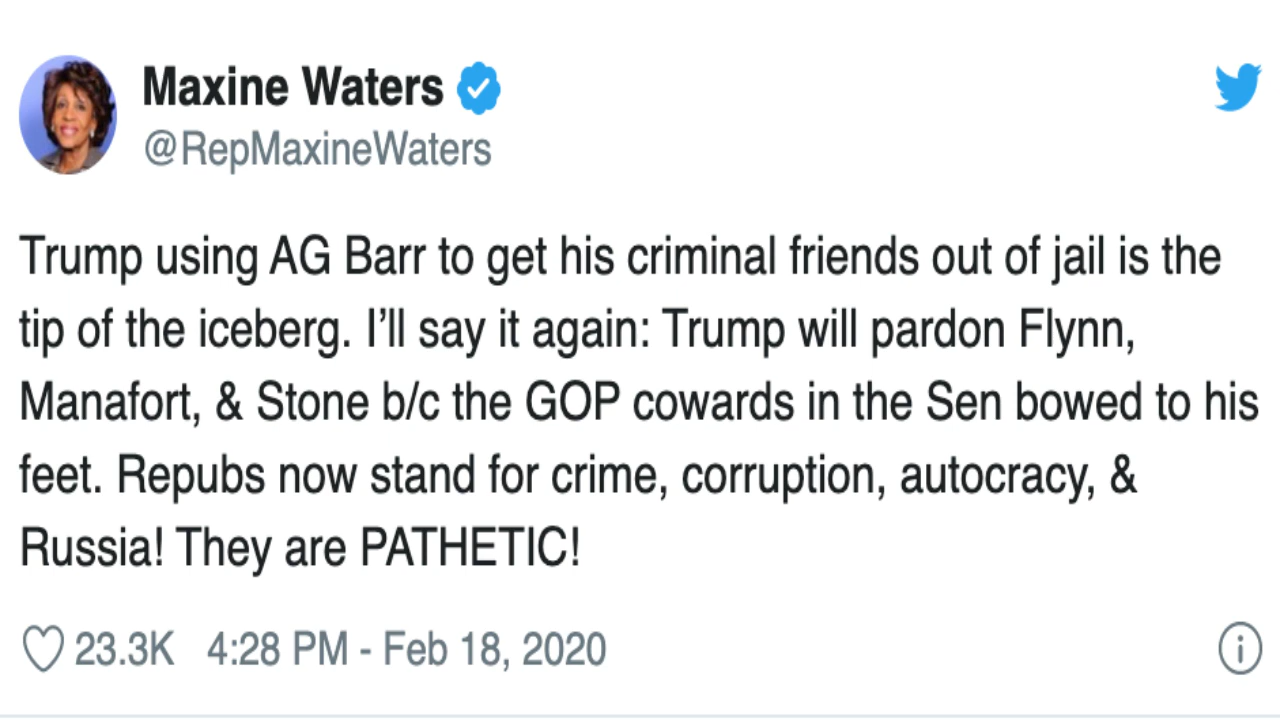 Maxine Waters
@RepMaxineWaters
Trump using AG Barr to get his criminal friends out of jail is the
tip of the iceberg. I’ll say it again: Trump will pardon Flynn,
Manafort, & Stone b/c the GOP cowards in the Sen bowed to his
feet. Repubs now stand for crime, corruption, autocracy, &
Russia! They are PATHETIC!
23.3K 4:28 PM - Feb 18, 2020